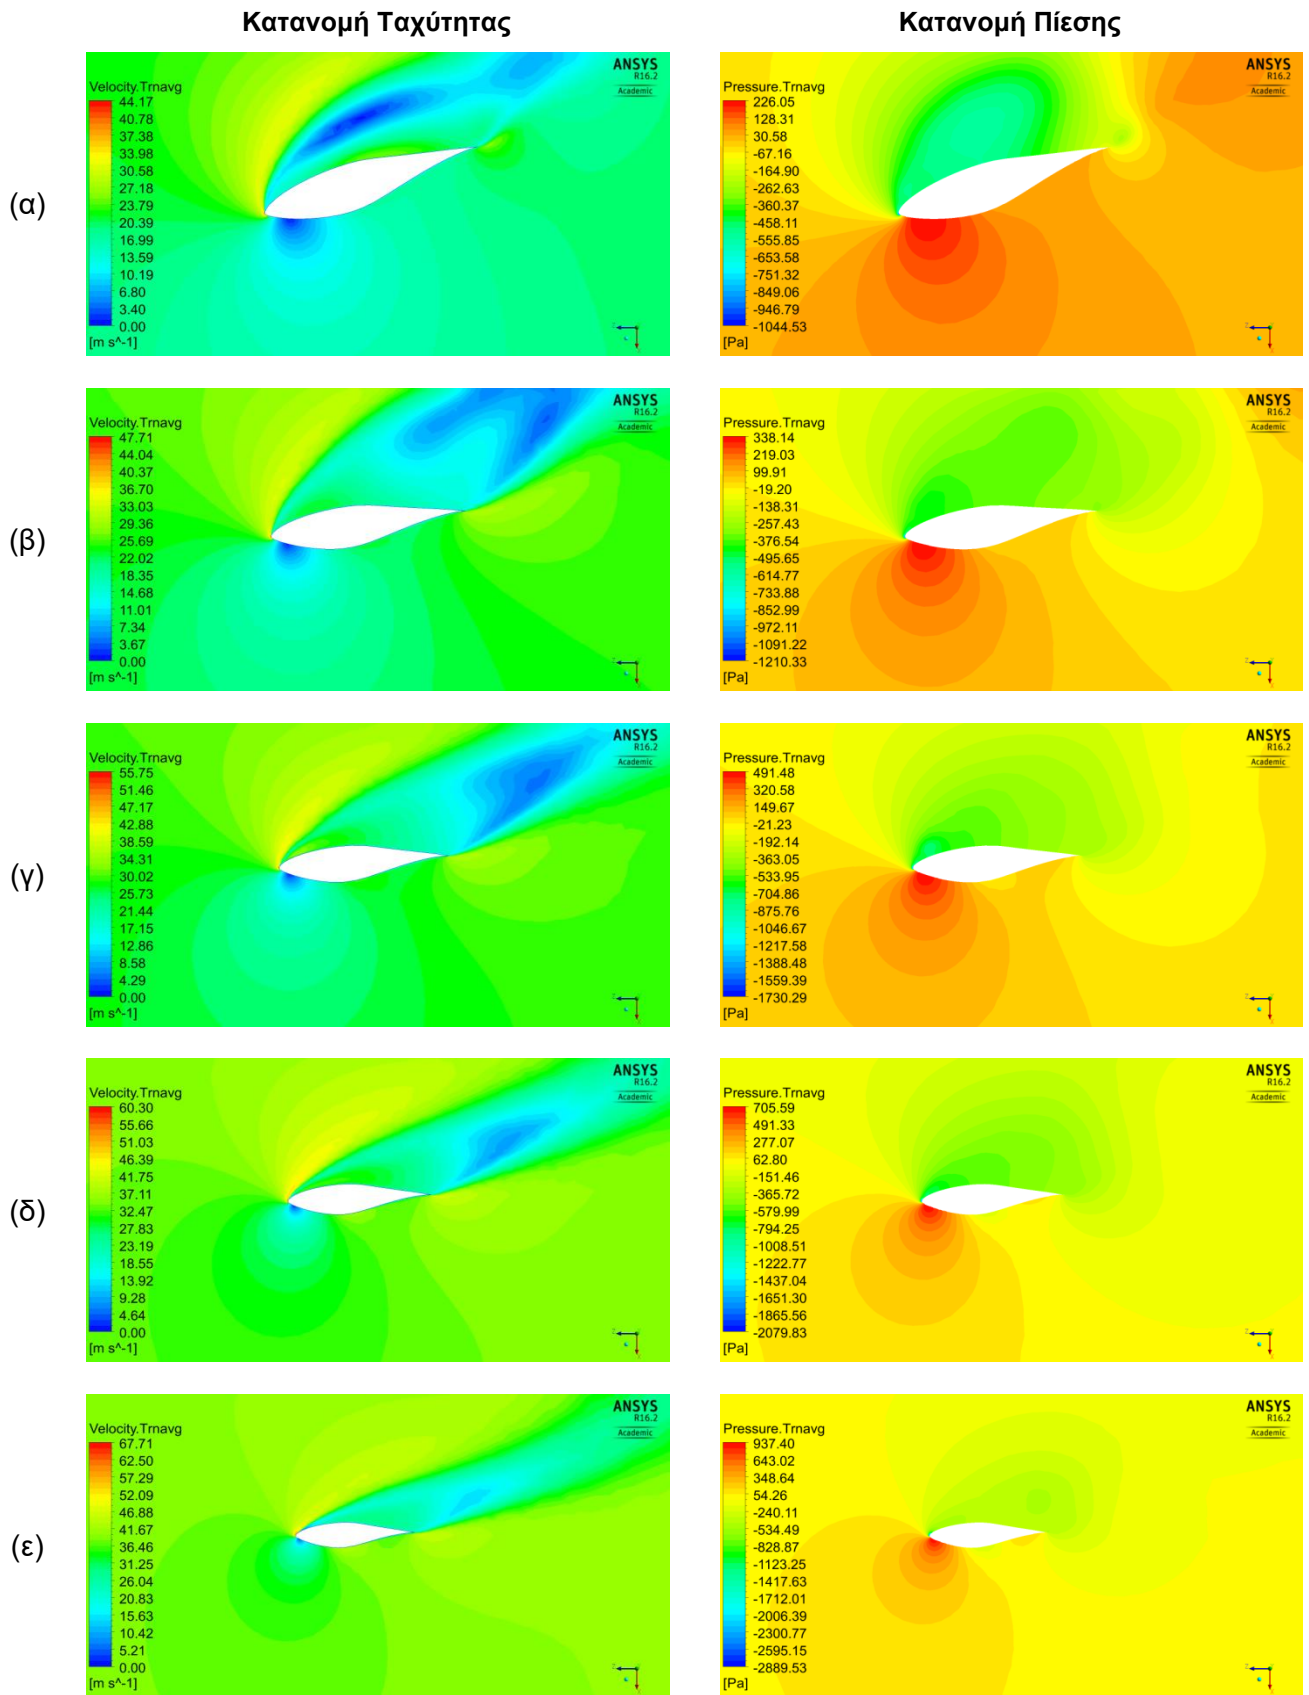 Κατανομή Ταχύτητας
Κατανομή Πίεσης
(α)
Velocity.Trnavg
44.17
40.78
37.38
33.98
30.58
27.18
23.79
20.39
16.99
13.59
10.19
6.80
3.40
0.00
[m s^-1]
ANSYS
R16.2
Academic
Pressure.Trnavg
226.05
128.31
30.58
-67.16
-164.90
-262.63
-360.37
-458.11
-555.85
-653.58
-751.32
-849.06
-946.79
-1044.53
[Pa]
ANSYS
R16.2
Academic
(β)
Velocity.Trnavg
47.71
44.04
40.37
36.70
33.03
29.36
25.69
22.02
18.35
14.68
11.01
7.34
3.67
0.00
[m s^-1]
ANSYS
R16.2
Academic
Pressure.Trnavg
338.14
219.03
99.91
-19.20
-138.31
-257.43
-376.54
-495.65
-614.77
-733.88
-852.99
-972.11
-1091.22
-1210.33
[Pa]
ANSYS
R16.2
Academic
(γ)
Velocity.Trnavg
55.75
51.46
47.17
42.88
38.59
34.31
30.02
25.73
21.44
17.15
12.86
8.58
4.29
0.00
[m s^-1]
ANSYS
R16.2
Academic
Pressure.Trnavg
491.48
320.58
149.67
-21.23
-192.14
-363.05
-533.95
-704.86
-875.76
-1046.67
-1217.58
-1388.48
-1559.39
-1730.29
[Pa]
ANSYS
R16.2
Academic
(δ)
Velocity.Trnavg
60.30
55.66
51.03
46.39
41.75
37.11
32.47
27.83
23.19
18.55
13.92
9.28
4.64
0.00
[m s^-1]
ANSYS
R16.2
Academic
Pressure.Trnavg
705.59
491.33
277.07
62.80
-151.46
-365.72
-579.99
-794.25
-1008.51
-1222.77
-1437.04
-1651.30
-1865.56
-2079.83
[Pa]
ANSYS
R16.2
Academic
(ε)
Velocity.Trnavg
67.71
62.50
57.29
52.09
46.88
41.67
36.46
31.25
26.04
20.83
15.63
10.42
5.21
0.00
[m s^-1]
ANSYS
R16.2
Academic
Pressure.Trnavg
937.40
643.02
348.64
54.26
-240.11
-534.49
-828.87
-1123.25
-1417.63
-1712.01
-2006.39
-2300.77
-2595.15
-2889.53
[Pa]
ANSYS
R16.2
Academic